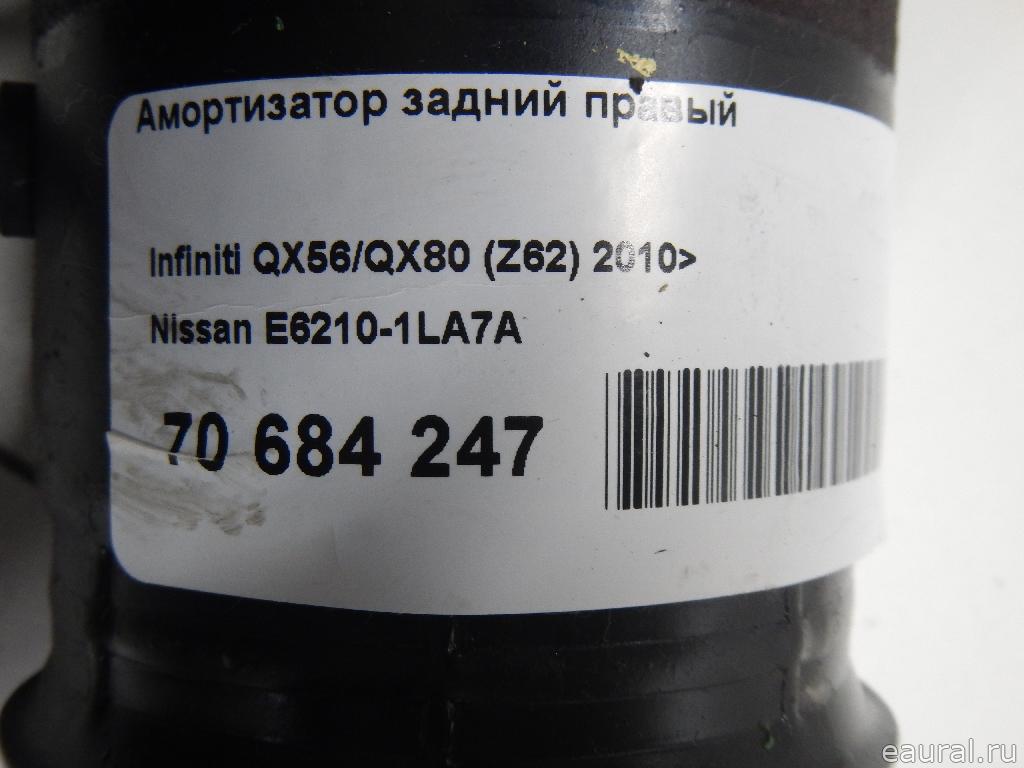 Амортизатор задний правый
Infiniti QX56/QX80 (Z62) 2010>
Nissan E6210-1LA7A
70 684 247
eaural.ru